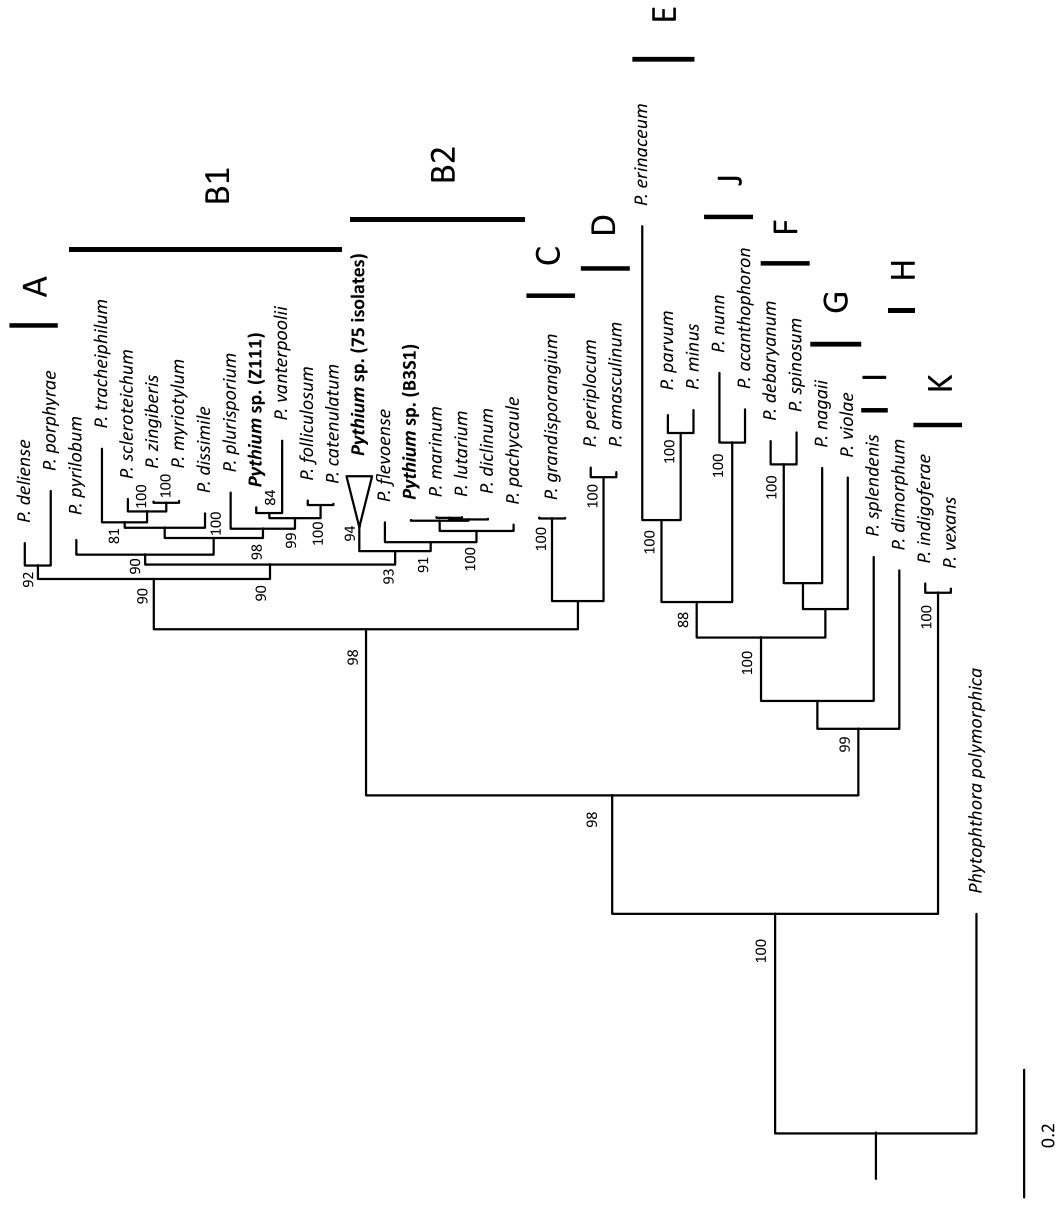 P. deliense
P. porphyrae
A
P. pyrilobum
P. tracheiphilum
P. scleroteichum
P. zingiberis
P. myriotylum
P. dissimile
P. plurisporium
Pythium sp. (Z111)
P. vanterpoolii
P. folliculosum
P. catenulatum
B1
Pythium sp. (75 isolates)
P. flevoense
Pythium sp. (B3S1)
P. marinum
P. lutarium
P. diclinum
P. pachycaule
B2
P. grandisporangium
C
P. periplocum
P. amasculinum
D
P. erinaceum
P. parvum
P. minus
E
P. nunn
P. acanthophoron
J
P. debaryanum
P. spinosum
F
P. nagaii
P. violae
G
P. splendens
I
P. dimorphum
H
P. indigoferae
P. vexans
K
Phytophthora polymorphica
92
81
100
100
100
90
98
84
99
100
90
90
94
93
91
100
98
100
100
100
100
88
100
100
100
99
98
100
100
0.2